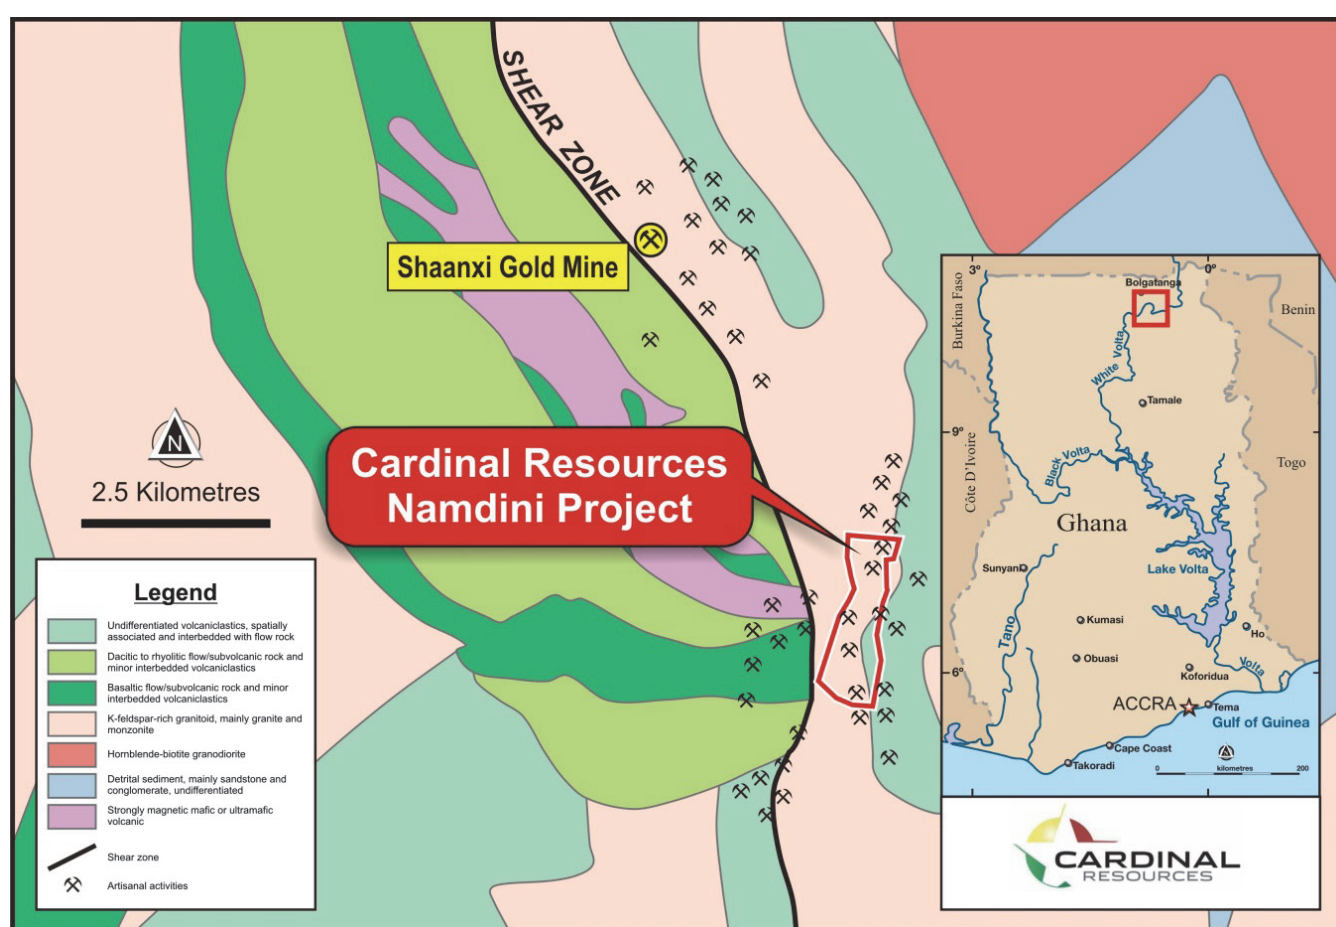 SHEAR ZONE
Shaanxi Gold Mine
N
2.5 Kilometres
Cardinal Resources
Namdini Project
Legend
Undifferentiated volcaniclastics, spatially
associated and interbedded with flow rock
Dacitic to rhyolitic flow/subvolcanic rock and
minor interbedded volcaniclastics
Basaltic flow/subvolcanic rock and minor
interbedded volcaniclastics
K-feldspar-rich granitoid, mainly granite and
monzonite
Hornblende-biotite granodiorite
Detrital sediment, mainly sandstone and
conglomerate, undifferentiated
Strongly magnetic mafic or ultramafic
volcanic
Shear zone
Artisanal activities
3°
0°
Bolgatanga
Burkina Faso
Benin
White Volta
Tamale
9°
Black Volta
Côte D'Ivoire
Togo
Ghana
Sunyani
Lake Volta
Tano
Kumasi
Ho
Obuasi
Koforidua
Volta
6°
ACCRA
Tema
Gulf of Guinea
Cape Coast
Takoradi
0 kilometres 200
CARDINAL
RESOURCES